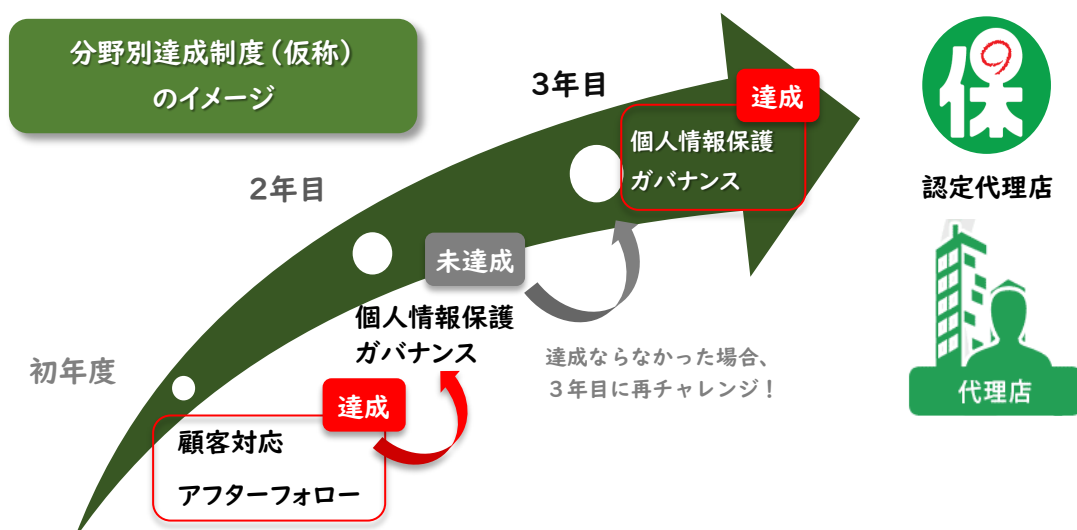 分野別達成制度（仮称）
のイメージ
3年目
達成
個人情報保護
ガバナンス
保
認定代理店
2年目
未達成
個人情報保護
ガバナンス
達成ならなかった場合、
3年目に再チャレンジ！
初年度
達成
顧客対応
アフターフォロー
代理店